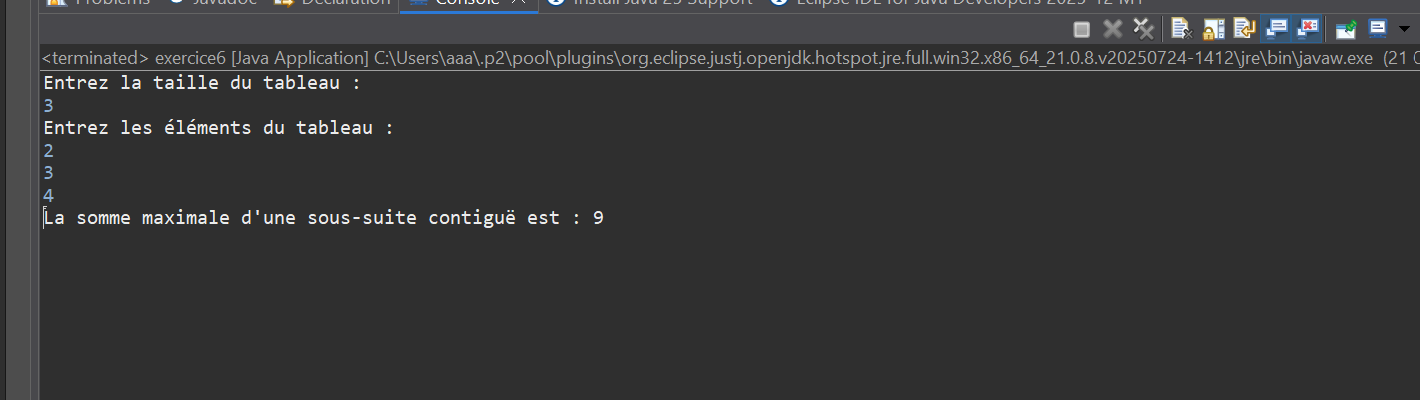 Problems Javadoc Declaration Console Install Java 25 Support Eclipse IDE for Java Developers 2025-12 M1
<terminated> exercice6 [Java Application] C:\Users\aaa\.p2\pool\plugins\org.eclipse.justj.openjdk.hotspot.jre.full.win32.x86_64_21.0.8.v20250724-1412\jre\bin\javaw.exe (21
Entrez la taille du tableau :
3
Entrez les éléments du tableau :
2
3
4
La somme maximale d'une sous-suite contiguë est : 9